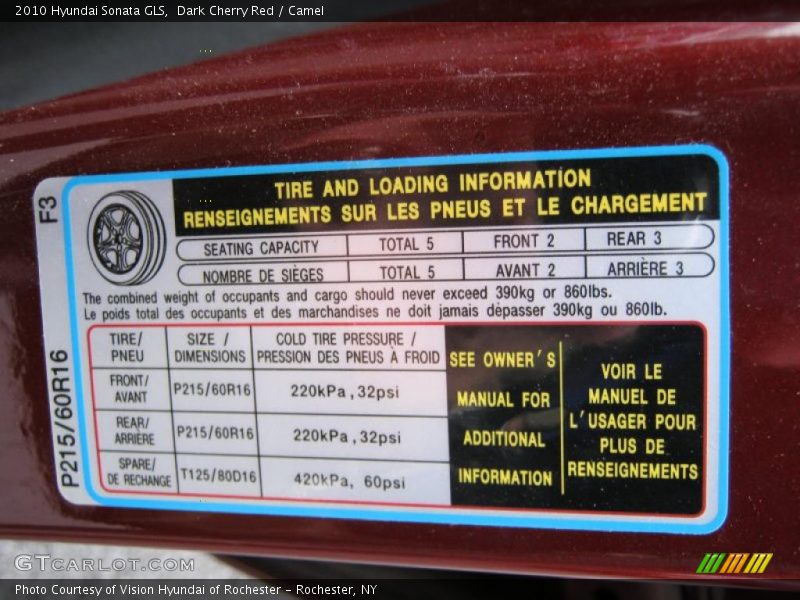 2010 Hyundai Sonata GLS,  Dark Cherry Red / Camel
F3
TIRE AND LOADING INFORMATION
RENSEIGNEMENTS SUR LES PNEUS ET LE CHARGEMENT
SEATING CAPACITY TOTAL 5 FRONT 2 REAR 3
NOMBRE DE SIÈGES TOTAL 5 AVANT 2 ARRIÈRE 3
The combined weight of occupants and cargo should never exceed 390kg or 860lbs.
Le poids total des occupants et des marchandises ne doit jamais dépasser 390kg ou 860lb.
P215/60R16
TIRE/
PNEU
SIZE /
DIMENSIONS
COLD TIRE PRESSURE /
PRESSION DES PNEUS À FROID
FRONT/
AVANT
P215/60R16
220kPa,32psi
REAR/
ARRIÈRE
P215/60R16
220kPa,32psi
SPARE/
DE RECHANGE
T125/80D16
420kPa, 60psi
SEE OWNER'S
MANUAL FOR
ADDITIONAL
INFORMATION
VOIR LE
MANUEL DE
L'USAGER POUR
PLUS DE
RENSEIGNEMENTS
GTCARLOT.COM
Photo Courtesy of Vision Hyundai of Rochester – Rochester, NY